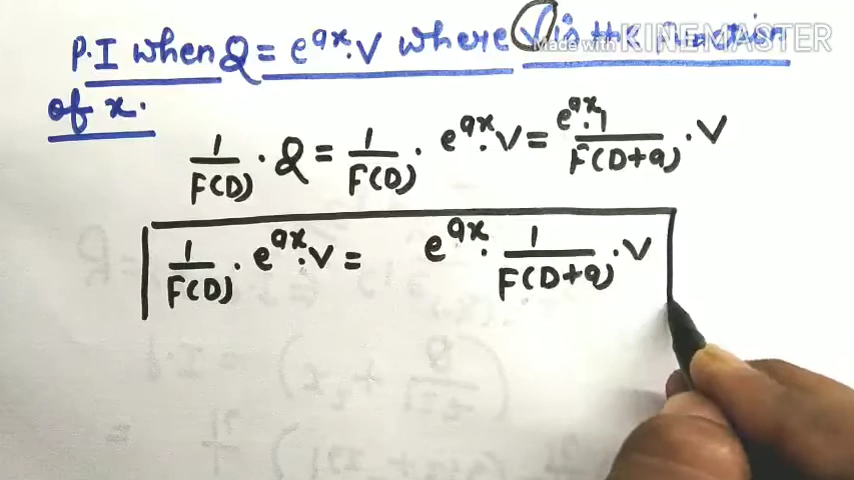 P.I when Q = e^{ax}.V where V is the function
Made with KINEMASTER
of x.
1/F(D) . Q = 1/F(D) . e^{ax}.V = e^{ax}.1/F(D+a) . V
1/F(D) . e^{ax}.V = e^{ax} . 1/F(D+a) . V